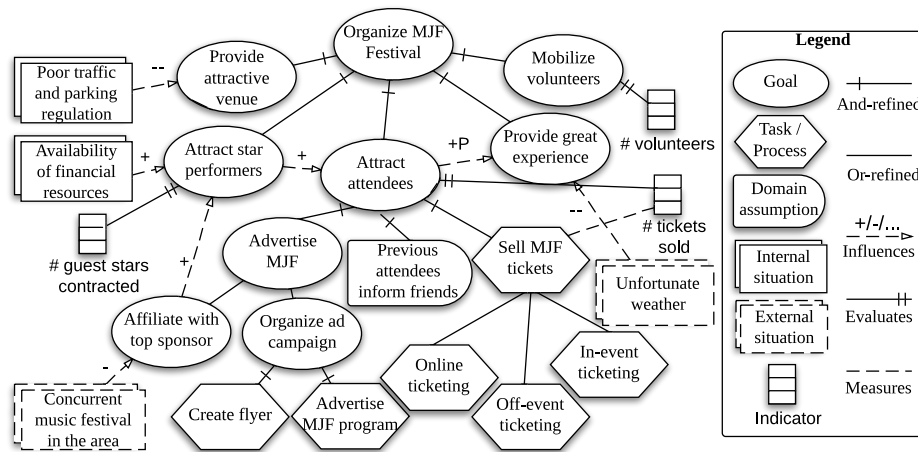 Organize MJF
Festival
Provide
attractive
venue
Mobilize
volunteers
--
Poor traffic
and parking
regulation
# volunteers
Availability
of financial
resources
+
Attract star
performers
+
Attract
attendees
+P
Provide great
experience
--
# tickets
sold
# guest stars
contracted
+
Advertise
MJF
Previous
attendees
inform friends
Sell MJF
tickets
Unfortunate
weather
Affiliate with
top sponsor
Organize ad
campaign
-
Concurrent
music festival
in the area
Create flyer
Advertise
MJF program
Online
ticketing
Off-event
ticketing
In-event
ticketing
Legend
Goal
And-refined
Task /
Process
Or-refined
Domain
assumption
+/-/...
Influences
Internal
situation
Evaluates
External
situation
Measures
Indicator